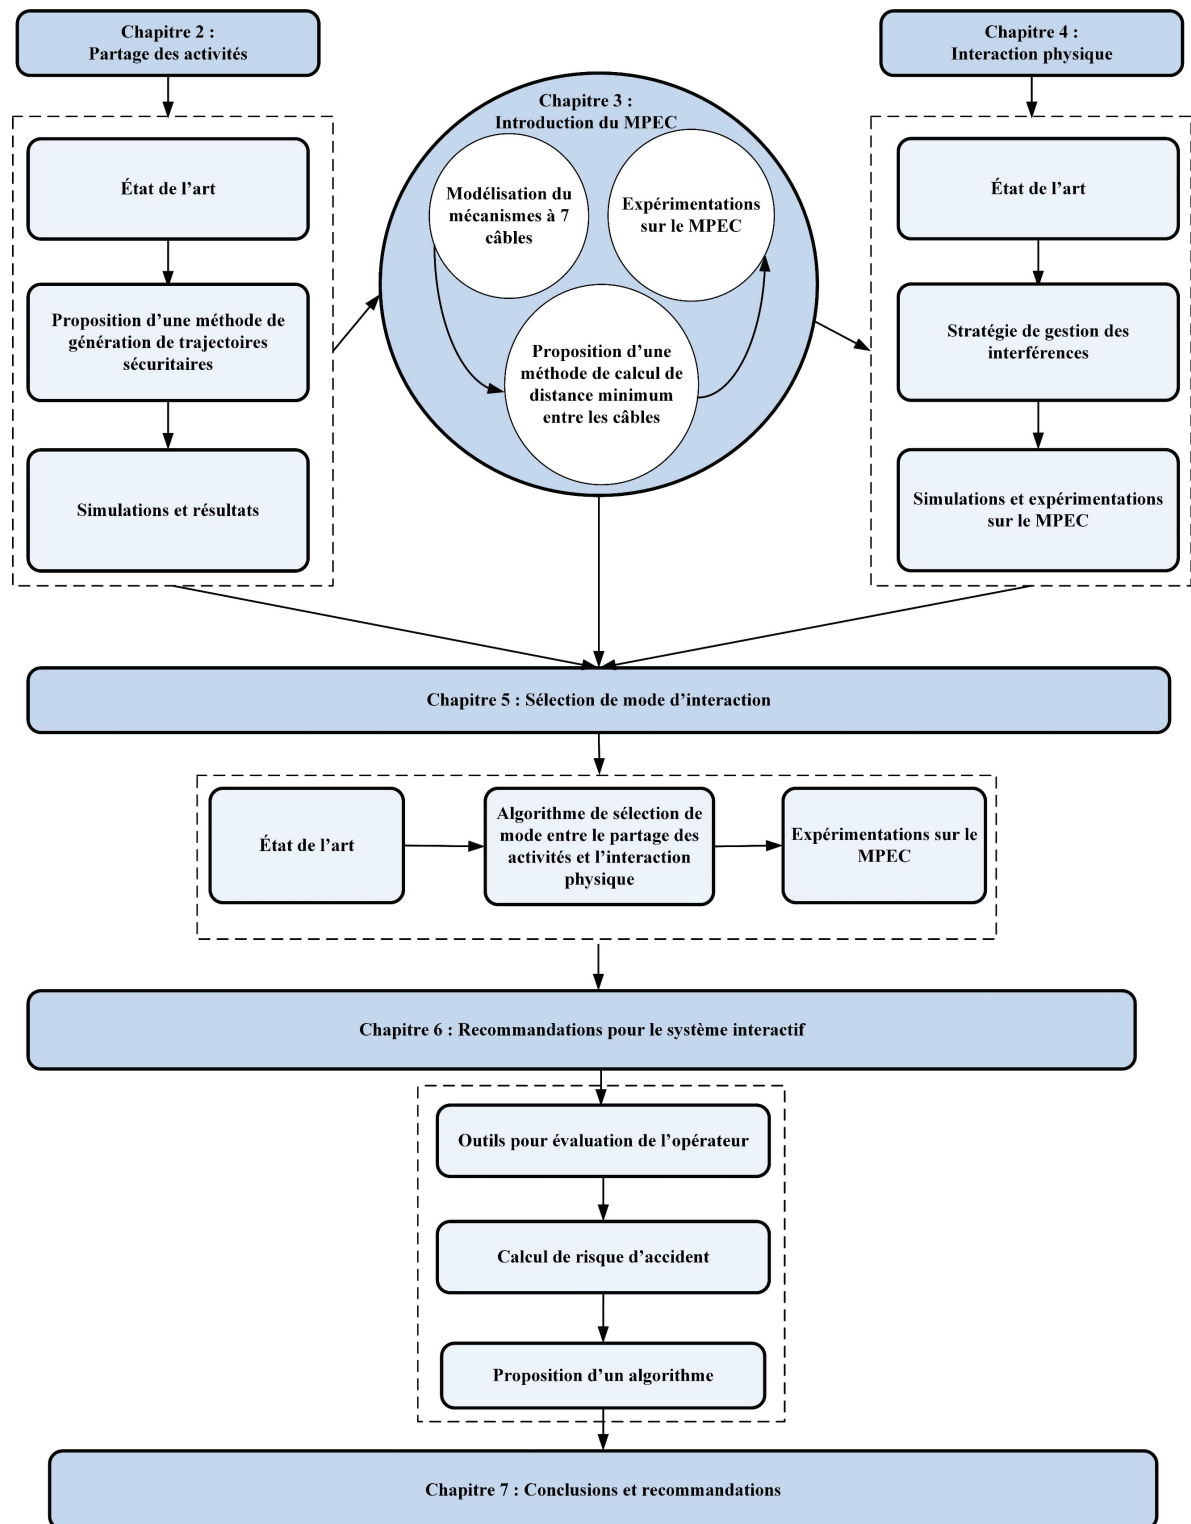 Chapitre 2 :
Partage des activités
État de l'art
Proposition d'une méthode de
génération de trajectoires
sécuritaires
Simulations et résultats
Chapitre 3 :
Introduction du MPEC
Modélisation du
mécanismes à 7
câbles
Expérimentations
sur le MPEC
Proposition d'une
méthode de calcul de
distance minimum
entre les câbles
Chapitre 4 :
Interaction physique
État de l'art
Stratégie de gestion des
interférences
Simulations et expérimentations
sur le MPEC
Chapitre 5 : Sélection de mode d'interaction
État de l'art
Algorithme de sélection de
mode entre le partage des
activités et l'interaction
physique
Expérimentations sur le
MPEC
Chapitre 6 : Recommandations pour le système interactif
Outils pour évaluation de l'opérateur
Calcul de risque d'accident
Proposition d'un algorithme
Chapitre 7 : Conclusions et recommandations